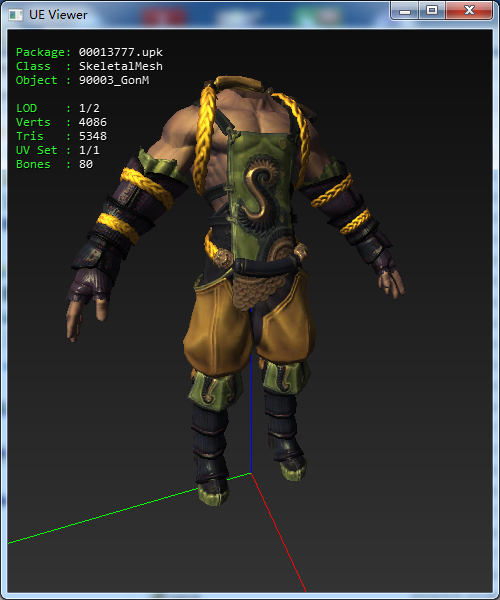 UE Viewer
Package: 00013777.upk
Class : SkeletalMesh
Object : 90003_GonM
LOD : 1/2
Verts : 4086
Tris : 5348
UV Set : 1/1
Bones : 80